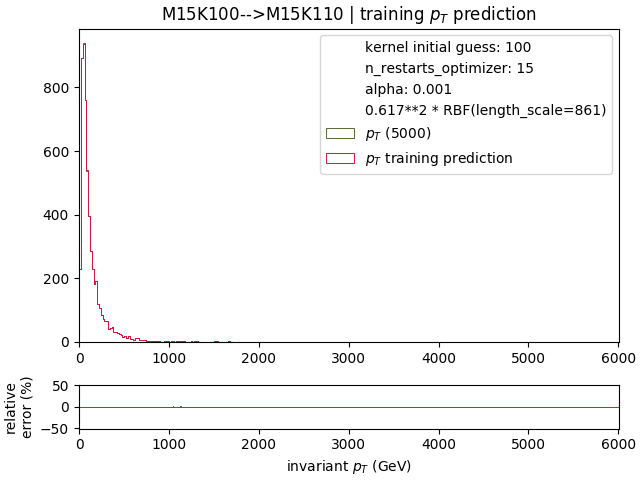 M15K100-->M15K110 | training p_T prediction
kernel initial guess: 100
n_restarts_optimizer: 15
alpha: 0.001
0.617**2 * RBF(length_scale=861)
p_T (5000)
p_T training prediction
800
600
400
200
0
0 1000 2000 3000 4000 5000 6000
relative
error (%)
50
0
−50
0 1000 2000 3000 4000 5000 6000
invariant p_T (GeV)